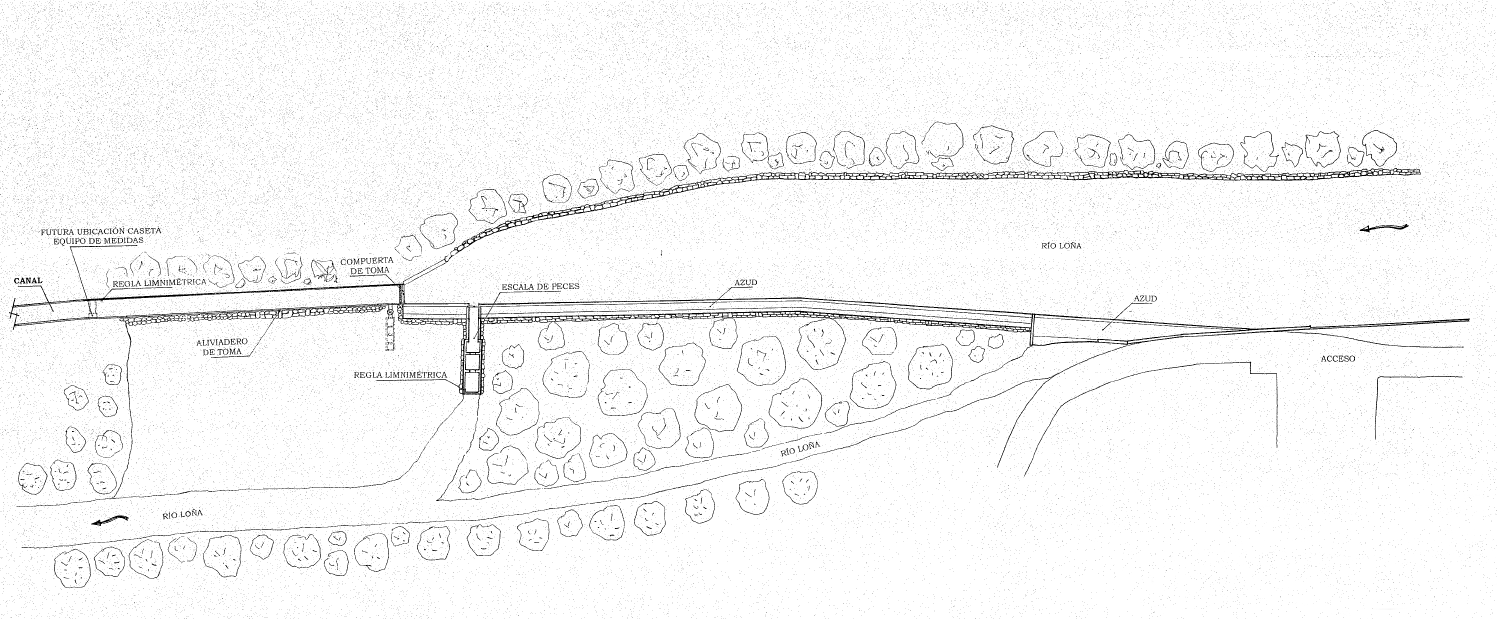 FUTURA UBICACIÓN CASETA
EQUIPO DE MEDIDAS
CANAL
REGLA LIMNIMÉTRICA
COMPUERTA
DE TOMA
ESCALA DE PECES
RÍO LOÑA
AZUD
AZUD
ALIVIADERO
DE TOMA
REGLA LIMNIMÉTRICA
ACCESO
RÍO LOÑA
RÍO LOÑA